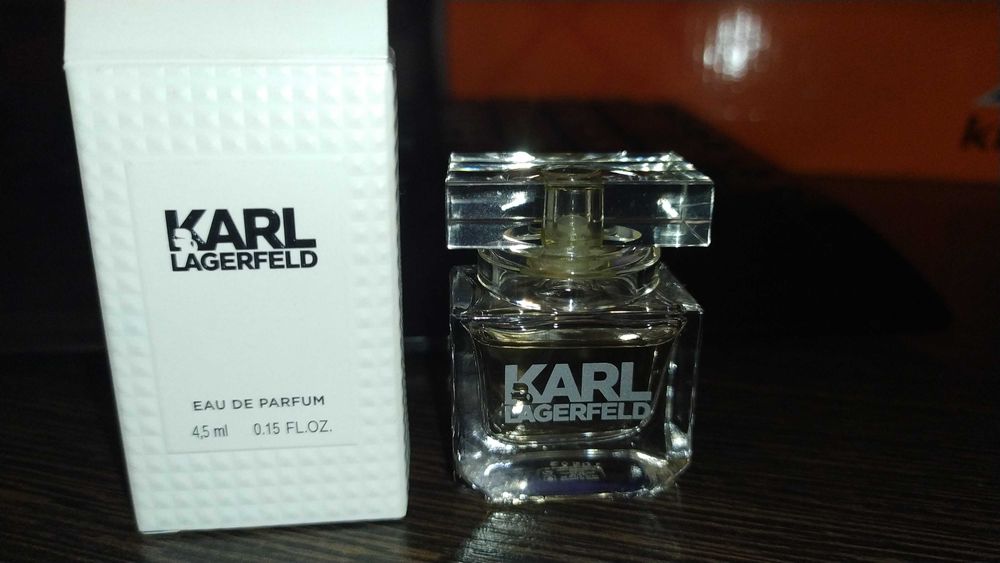 KARL
LAGERFELD
EAU DE PARFUM
4,5 ml 0.15 FL.OZ.
KARL
LAGERFELD